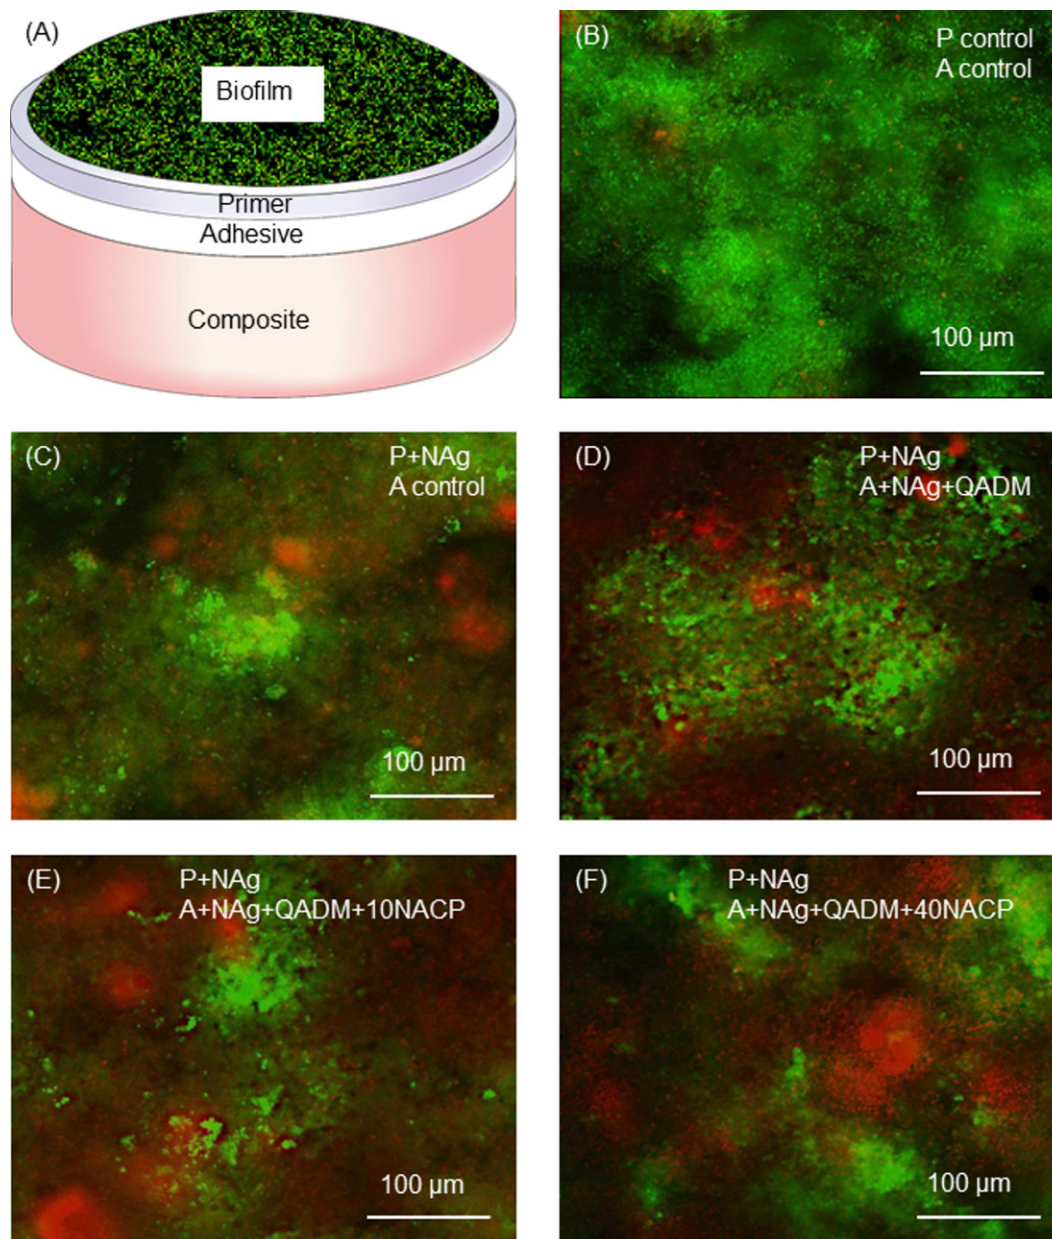 (A)
Biofilm
Primer
Adhesive
Composite
(B)
P control
A control
100 µm
(C)
P+NAg
A control
100 µm
(D)
P+NAg
A+NAg+QADM
100 µm
(E)
P+NAg
A+NAg+QADM+10NACP
100 µm
(F)
P+NAg
A+NAg+QADM+40NACP
100 µm